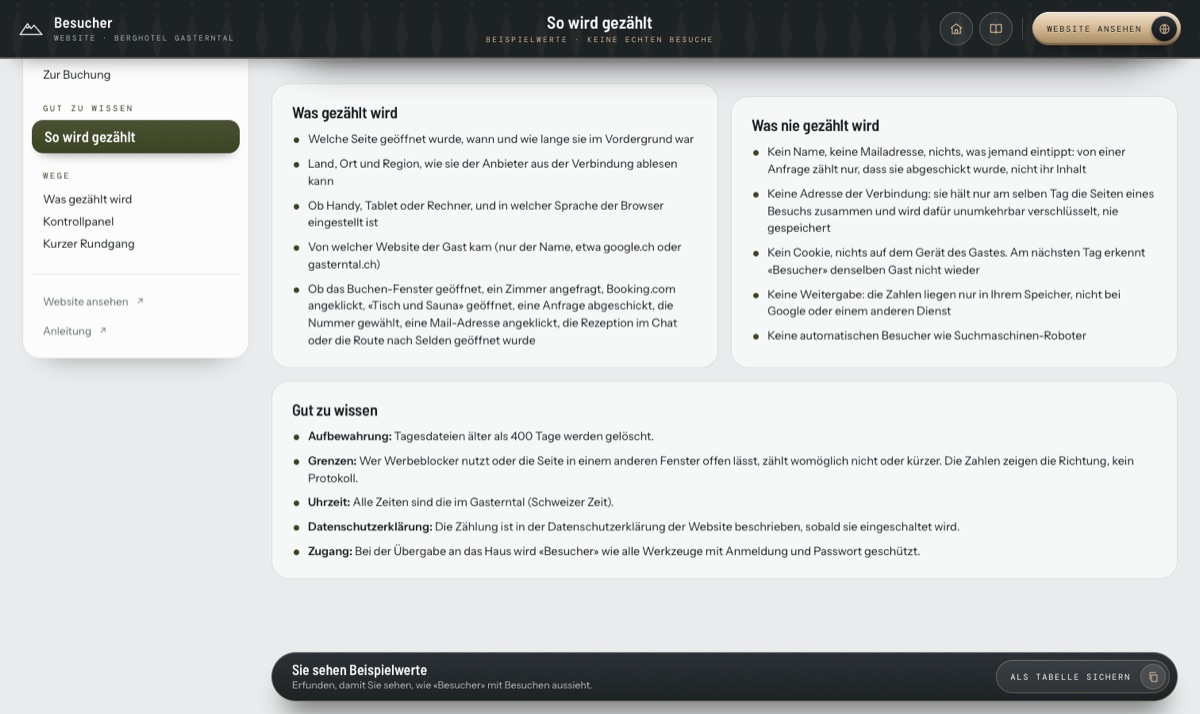 Besucher
WEBSITE · BERGHOTEL GASTERNTAL
So wird gezählt
BEISPIELWERTE · KEINE ECHTEN BESUCHE
WEBSITE ANSEHEN
Zur Buchung
GUT ZU WISSEN
So wird gezählt
WEGE
Was gezählt wird
Kontrollpanel
Kurzer Rundgang
Website ansehen ↗
Anleitung ↗
Was gezählt wird
• Welche Seite geöffnet wurde, wann und wie lange sie im Vordergrund war
• Land, Ort und Region, wie sie der Anbieter aus der Verbindung ablesen
kann
• Ob Handy, Tablet oder Rechner, und in welcher Sprache der Browser
eingestellt ist
• Von welcher Website der Gast kam (nur der Name, etwa google.ch oder
gasterntal.ch)
• Ob das Buchen-Fenster geöffnet, ein Zimmer angefragt, Booking.com
angeklickt, «Tisch und Sauna» geöffnet, eine Anfrage abgeschickt, die
Nummer gewählt, eine Mail-Adresse angeklickt, die Rezeption im Chat
oder die Route nach Selden geöffnet wurde
Was nie gezählt wird
• Kein Name, keine Mailadresse, nichts, was jemand eintippt: von einer
Anfrage zählt nur, dass sie abgeschickt wurde, nicht ihr Inhalt
• Keine Adresse der Verbindung: sie hält nur am selben Tag die Seiten eines
Besuchs zusammen und wird dafür unumkehrbar verschlüsselt, nie
gespeichert
• Kein Cookie, nichts auf dem Gerät des Gastes. Am nächsten Tag erkennt
«Besucher» denselben Gast nicht wieder
• Keine Weitergabe: die Zahlen liegen nur in Ihrem Speicher, nicht bei
Google oder einem anderen Dienst
• Keine automatischen Besucher wie Suchmaschinen-Roboter
Gut zu wissen
• Aufbewahrung: Tagesdateien älter als 400 Tage werden gelöscht.
• Grenzen: Wer Werbeblocker nutzt oder die Seite in einem anderen Fenster offen lässt, zählt womöglich nicht oder kürzer. Die Zahlen zeigen die Richtung, kein
Protokoll.
• Uhrzeit: Alle Zeiten sind die im Gasterntal (Schweizer Zeit).
• Datenschutzerklärung: Die Zählung ist in der Datenschutzerklärung der Website beschrieben, sobald sie eingeschaltet wird.
• Zugang: Bei der Übergabe an das Haus wird «Besucher» wie alle Werkzeuge mit Anmeldung und Passwort geschützt.
Sie sehen Beispielwerte
Erfunden, damit Sie sehen, wie «Besucher» mit Besuchen aussieht.
ALS TABELLE SICHERN